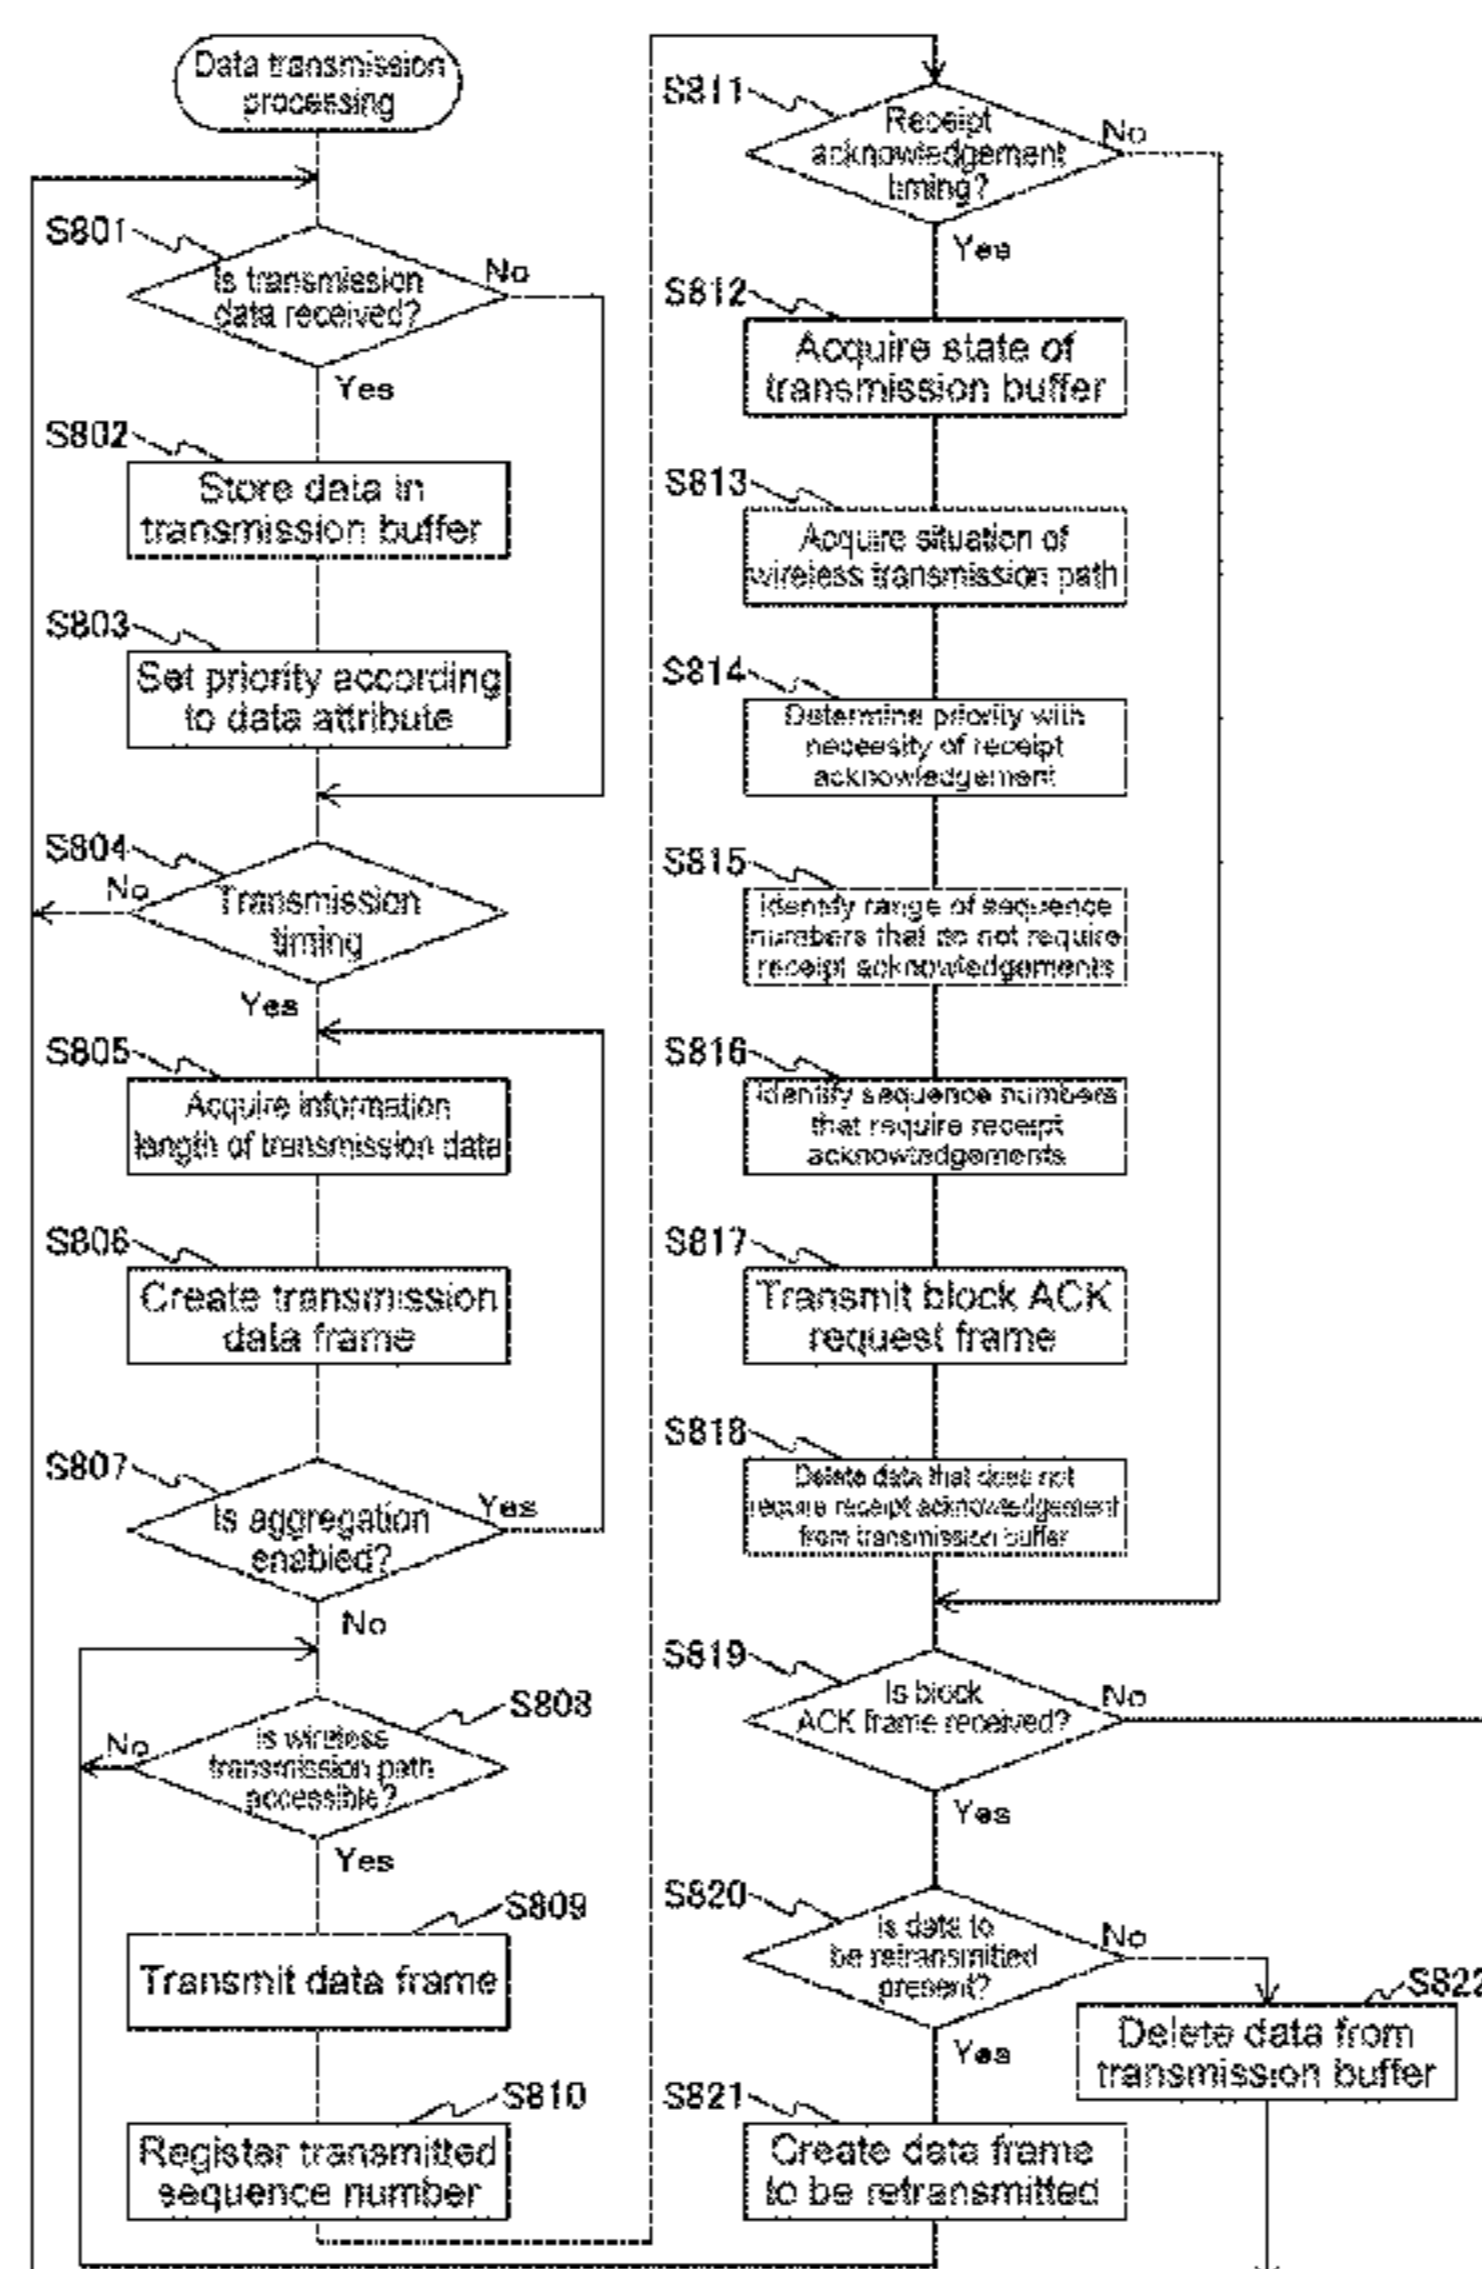 Data transmission
processing
S801
Is transmission
data received?
No
Yes
S802
Store data in
transmission buffer
S803
Set priority according
to data attribute
S804
No
Transmission
timing
Yes
S805
Acquire information
length of transmission data
S806
Create transmission
data frame
S807
Is aggregation
enabled?
Yes
No
S808
No
Is wireless
transmission path
accessible?
Yes
S809
Transmit data frame
S810
Register transmitted
sequence number
S811
Receipt
acknowledgement
timing?
No
Yes
S812
Acquire state of
transmission buffer
S813
Acquire situation of
wireless transmission path
S814
Determine priority with
necessity of receipt
acknowledgement
S815
Identify range of sequence
numbers that do not require
receipt acknowledgements
S816
Identify sequence numbers
that require receipt
acknowledgements
S817
Transmit block ACK
request frame
S818
Delete data that does not
require receipt acknowledgement
from transmission buffer
S819
Is block
ACK frame received?
No
Yes
S820
Is data to
be retransmitted
present?
No
Yes
S822
Delete data from
transmission buffer
S821
Create data frame
to be retransmitted